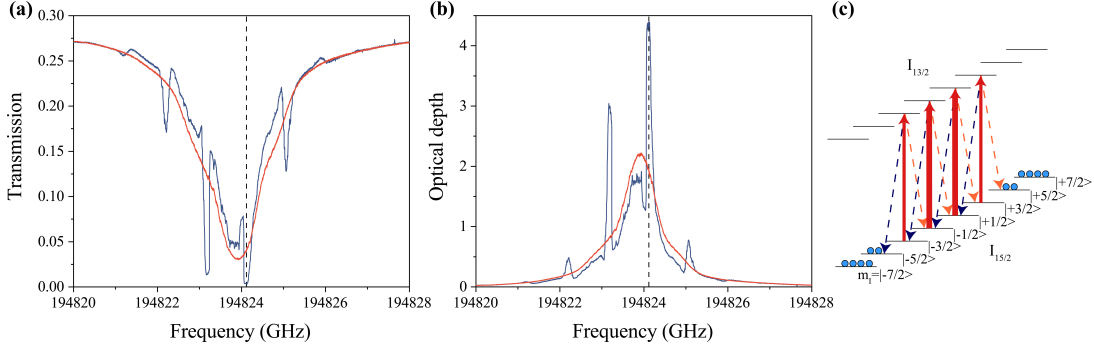 (a)
0.30
0.25
0.20
0.15
0.10
0.05
0.00
Transmission
194820
194822
194824
194826
194828
Frequency (GHz)
(b)
4
3
2
1
0
Optical depth
194820
194822
194824
194826
194828
Frequency (GHz)
(c)
I13/2
|+7/2>
|+5/2>
|+3/2>
|+1/2>
|-1/2>
|-3/2>
|-5/2>
mI=|-7/2>
I15/2